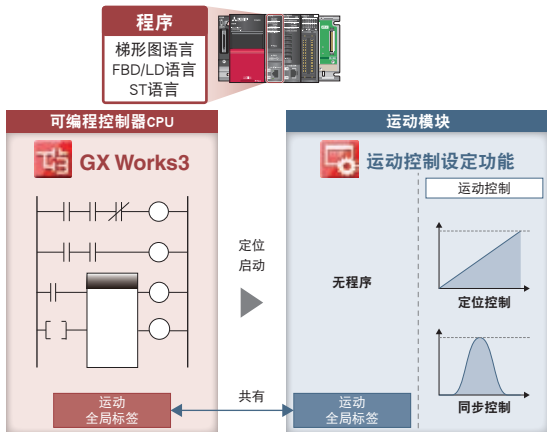 程序
梯形图语言
FBD/LD语言
ST语言
可编程控制器CPU
GX Works3
定位
启动
共有
运动
全局标签
运动模块
运动控制设定功能
运动控制
无程序
定位控制
同步控制
运动
全局标签